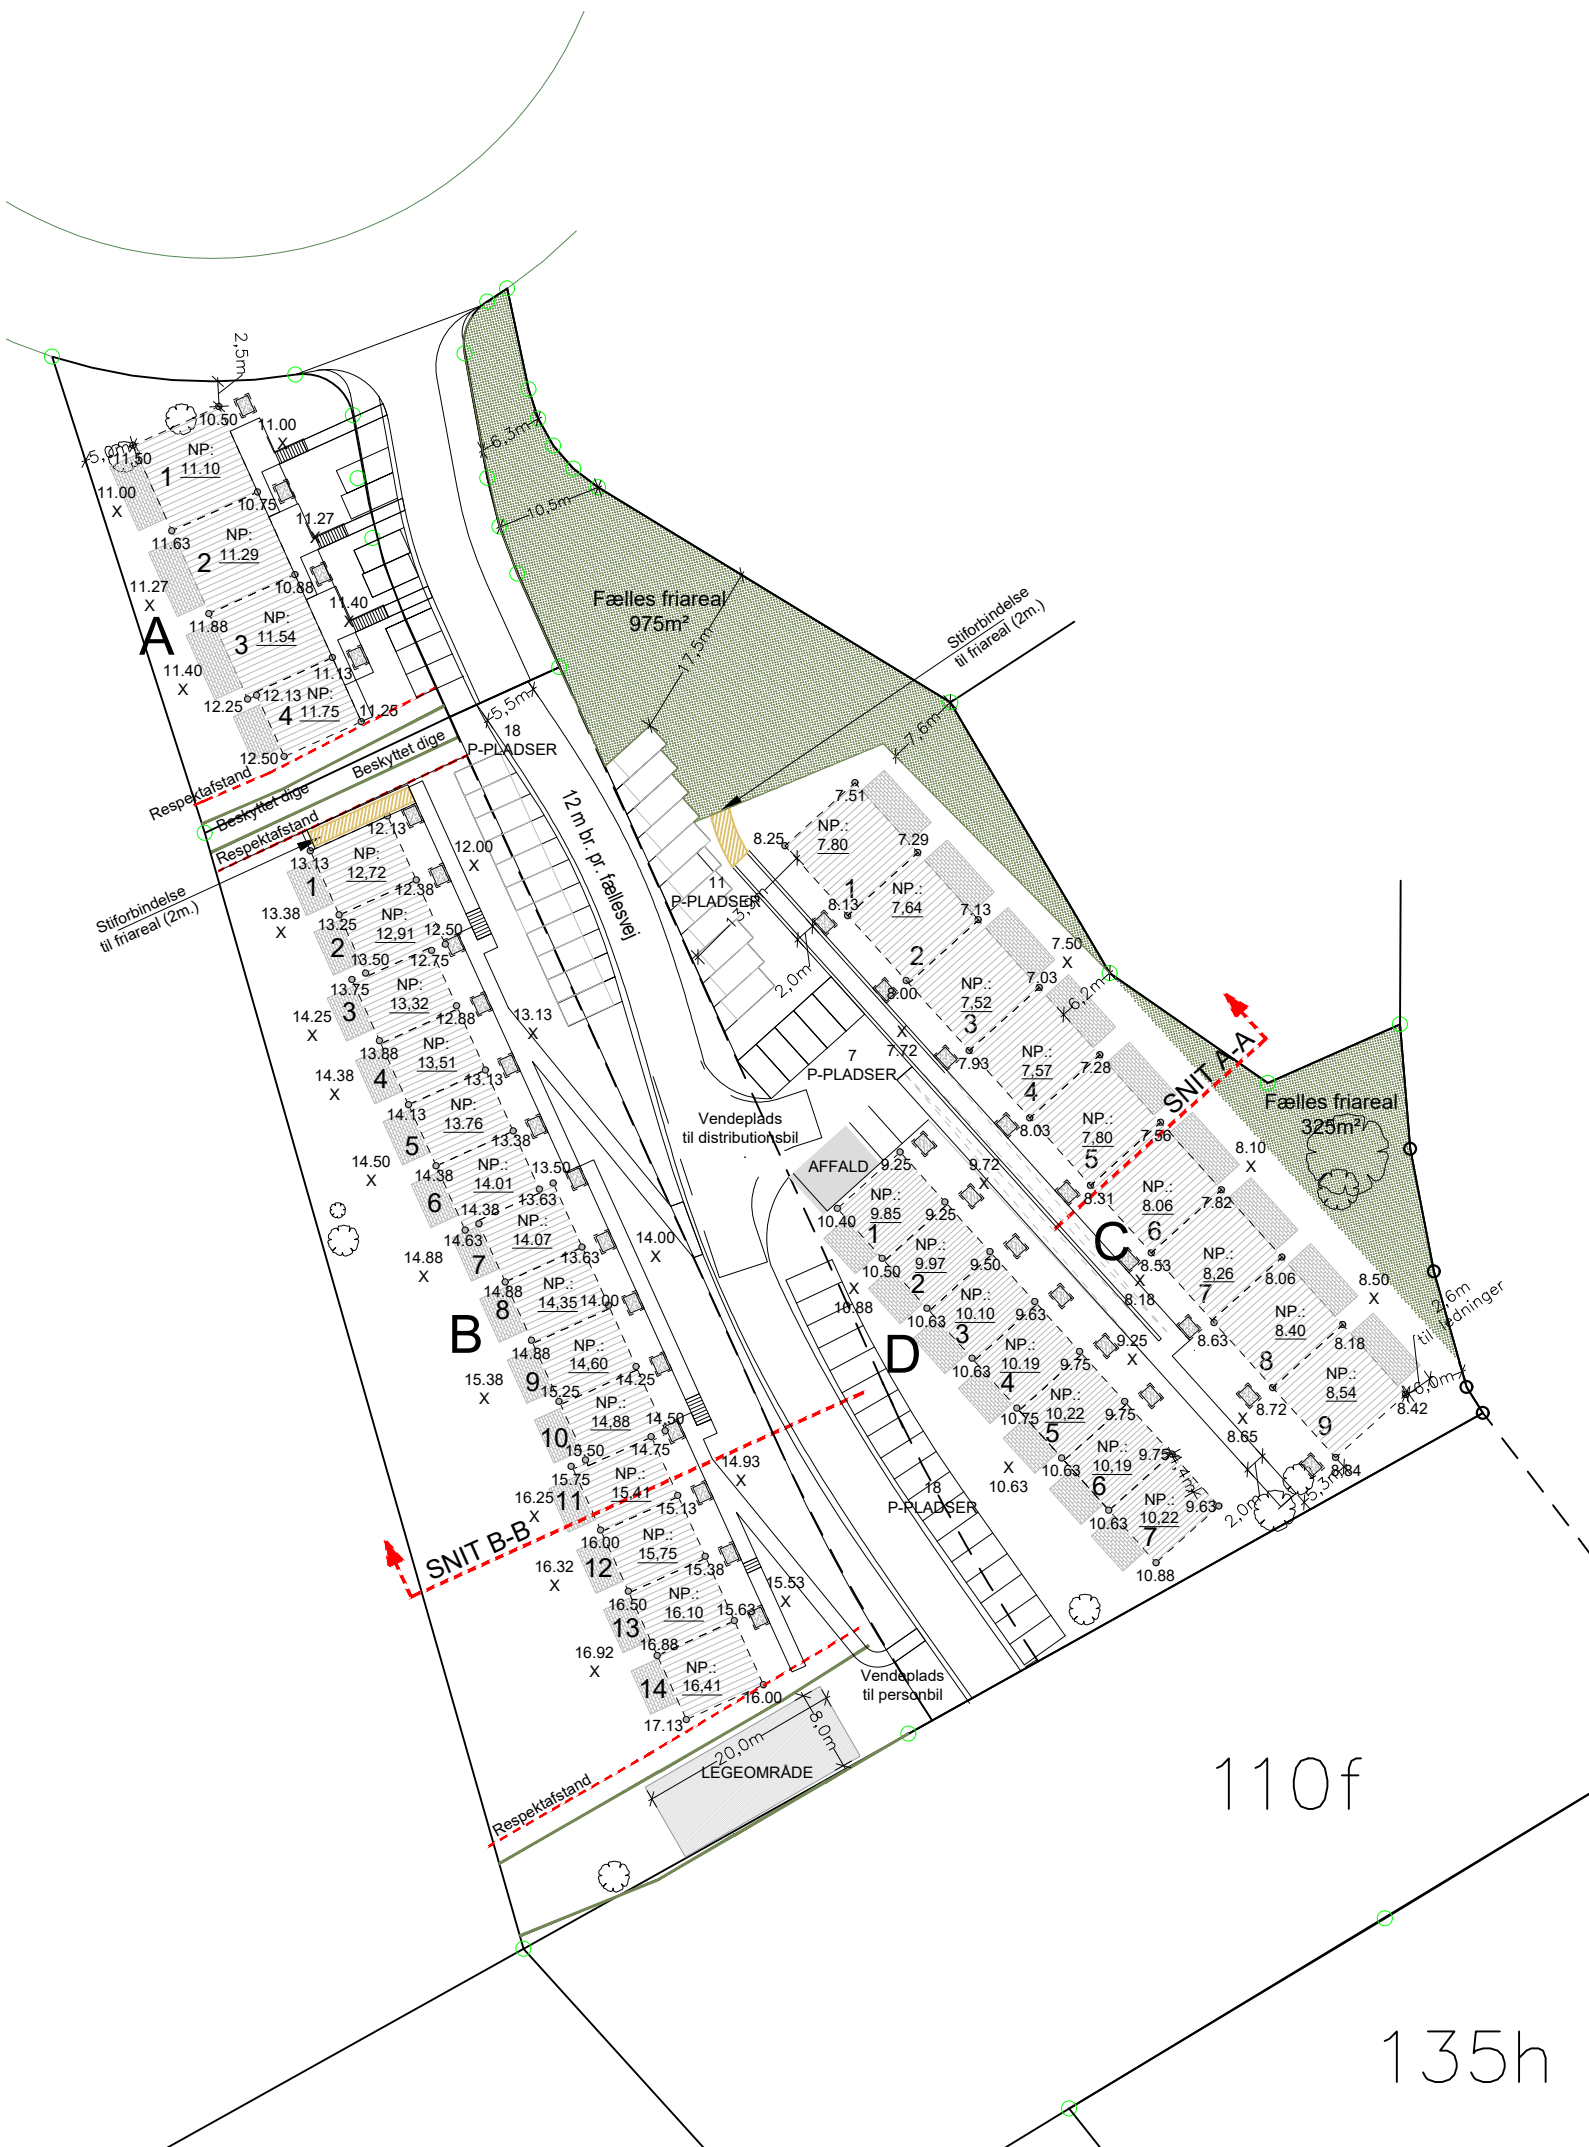 2,5m
10.50
11.00
X
5,0m
11,50
NP:
11.10
1
11.00
X
10.75
11.27
11.63
NP:
11.29
2
11.27
X
10.88
11.40
X
11.88
NP:
11.54
3
A
11.40
X
11.13
12.25
12.13
NP:
11.75
4
11.25
12.50
6,3m
10,5m
Fælles friareal
975m²
17,5m
Stiforbindelse
til friareal (2m.)
7,6m
5,5m
18
P-PLADSER
Respektafstand
Beskyttet dige
Beskyttet dige
Respektafstand
12 m br. pr. fællesvej
Stiforbindelse
til friareal (2m.)
12.13
13.13
NP:
12,72
1
12.00
X
12.38
13.38
X
13.25
NP:
12,91
2
12.50
12.75
13.50
13.75
NP:
13,32
3
12.88
13.13
X
14.25
X
13.88
NP:
13,51
4
13.13
14.38
X
14.13
NP:
13.76
5
13.38
14.50
X
14.38
NP.:
14.01
6
13.50
13.63
14.38
14.63
NP.:
14.07
7
13.63
14.00
X
14.88
X
14.88
NP.:
14,35
8
14.00
B
14.88
NP.:
14,60
9
14.25
15.38
X
15.25
NP.:
14,88
10
14.50
14.75
15.50
15.75
NP.:
15,41
11
14.93
X
16.25
X
15.13
SNIT B-B
16.00
NP.:
15,75
12
15.38
16.32
X
16.50
NP.:
16.10
13
15.63
15.53
X
16.92
X
16.88
NP.:
16,41
14
16.00
17.13
Respektafstand
20,0m
8,0m
LEGEOMRÅDE
Vendeplads
til personbil
11
P-PLADSER
2,0m
7
P-PLADSER
Vendeplads
til distributionsbil
AFFALD
7.51
8.25
NP.:
7.80
1
7.29
8.13
NP.:
7,64
2
7.13
8.00
NP.:
7,52
3
7.03
7.50
X
X
7.72
7.93
NP.:
7,57
4
7.28
6,2m
8.03
NP.:
7,80
5
7.56
SNIT A-A
8.31
NP.:
8.06
6
7.82
8.10
X
C
8.53
X
8.18
NP.:
8,26
7
8.06
8.50
X
8.63
NP.:
8.40
8
8.18
8.72
X
8.65
NP.:
8,54
9
8.42
8.84
6,0m
2,6m
til ledninger
5,3m
2,0m
Fælles friareal
325m²
9.25
10.40
NP.:
9.85
1
9.25
9.72
X
10.50
NP.:
9.97
2
9.50
X
10.88
10.63
NP.:
10.10
3
9.63
D
10.63
NP.:
10.19
4
9.75
9.25
X
10.75
NP.:
10,22
5
9.75
X
10.63
10.63
NP.:
10,19
6
9.75
10.63
NP.:
10,22
7
9.63
10.88
18
P-PLADSER
110f
135h